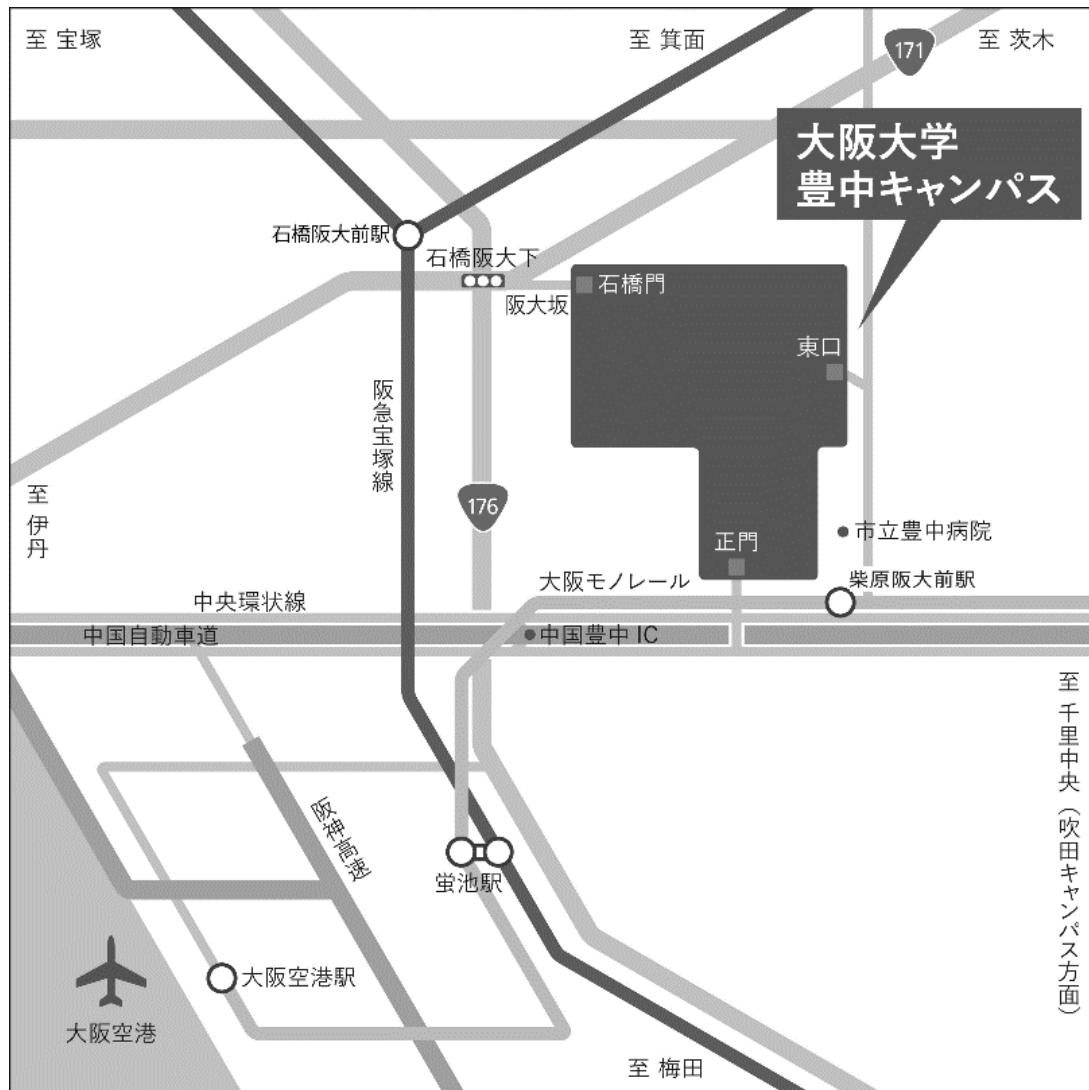 至 宝塚
至 箕面
171
至 茨木
大阪大学
豊中キャンパス
石橋阪大前駅
石橋阪大下
阪大坂
石橋門
東口
阪急宝塚線
至 伊丹
176
市立豊中病院
正門
大阪モノレール
柴原阪大前駅
中央環状線
中国自動車道
中国豊中 IC
至 千里中央（吹田キャンパス方面）
阪神高速
蛍池駅
大阪空港駅
大阪空港
至 梅田